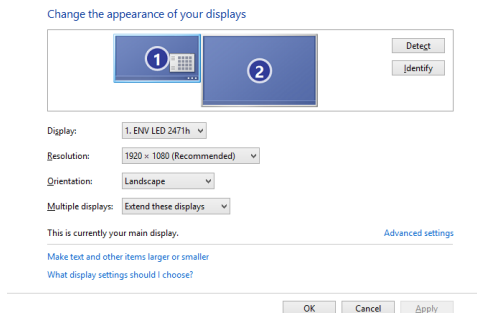 Change the appearance of your displays
1
2
Detect
Identify
Display:
1. ENV LED 2471h
Resolution:
1920 × 1080 (Recommended)
Orientation:
Landscape
Multiple displays:
Extend these displays
This is currently your main display.
Advanced settings
Make text and other items larger or smaller
What display settings should I choose?
OK
Cancel
Apply